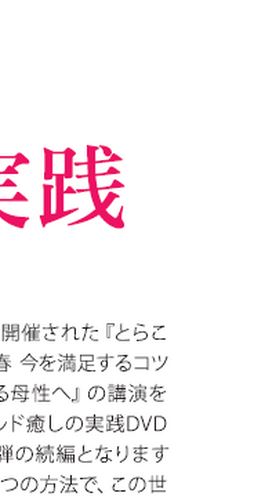 実践
開催された『とらこ
春 今を満足するコツ
る母性へ』の講演を
ルド癒しの実践DVD
弾の続編となります
つの方法で、この世